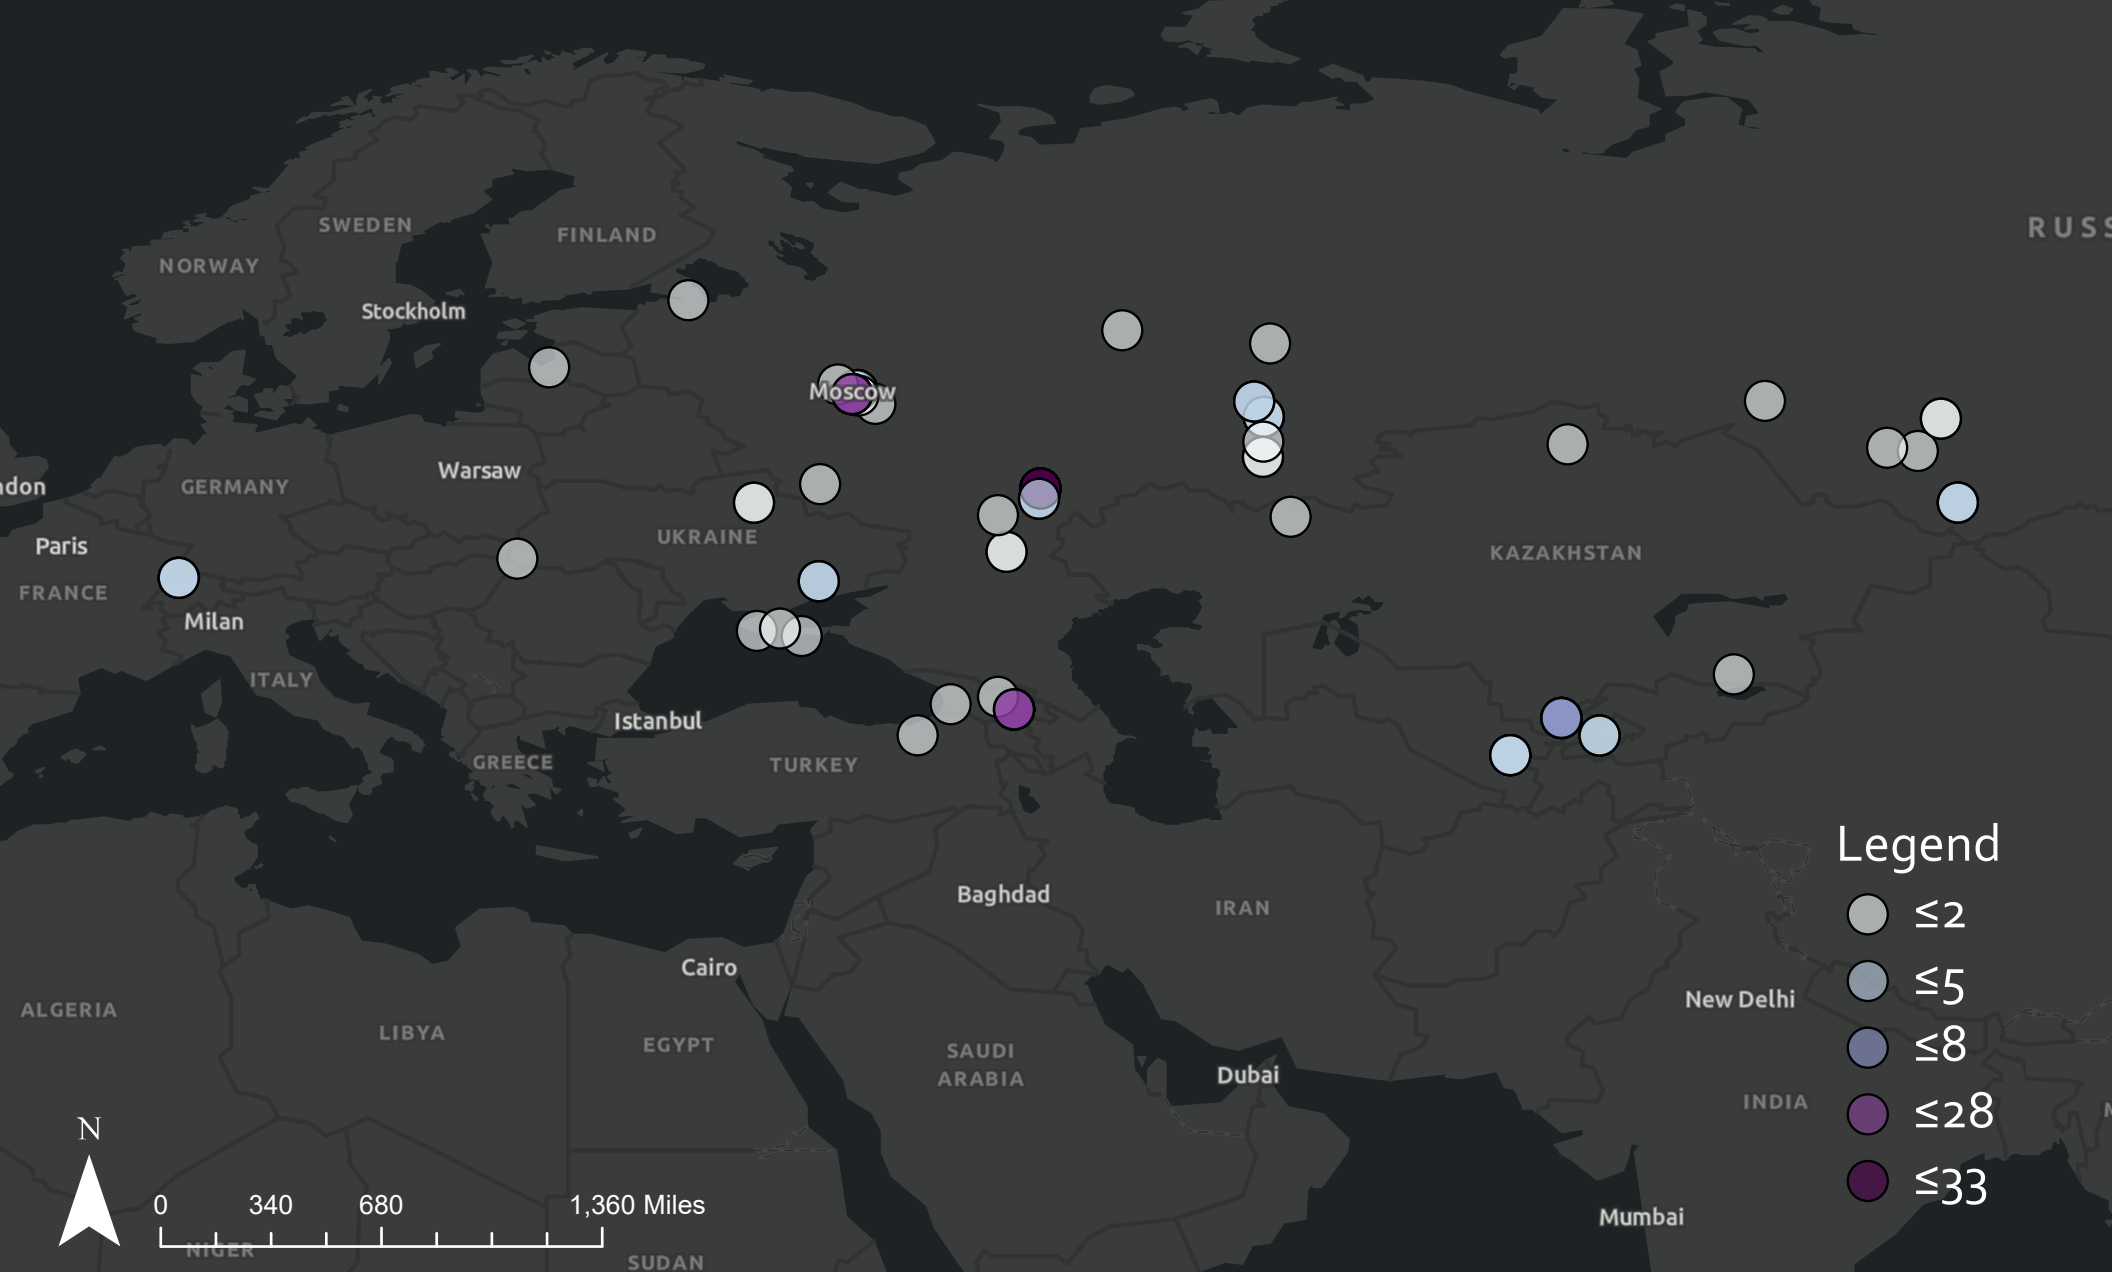 RUSS
SWEDEN
FINLAND
NORWAY
Stockholm
Moscow
Warsaw
GERMANY
ndon
UKRAINE
Paris
KAZAKHSTAN
FRANCE
Milan
ITALY
Istanbul
GREECE
TURKEY
Legend
≤2
≤5
≤8
≤28
≤33
Baghdad
IRAN
Cairo
New Delhi
ALGERIA
LIBYA
EGYPT
SAUDI
ARABIA
Dubai
INDIA
M
N
0 340 680 1,360 Miles
Mumbai
NIGER
SUDAN